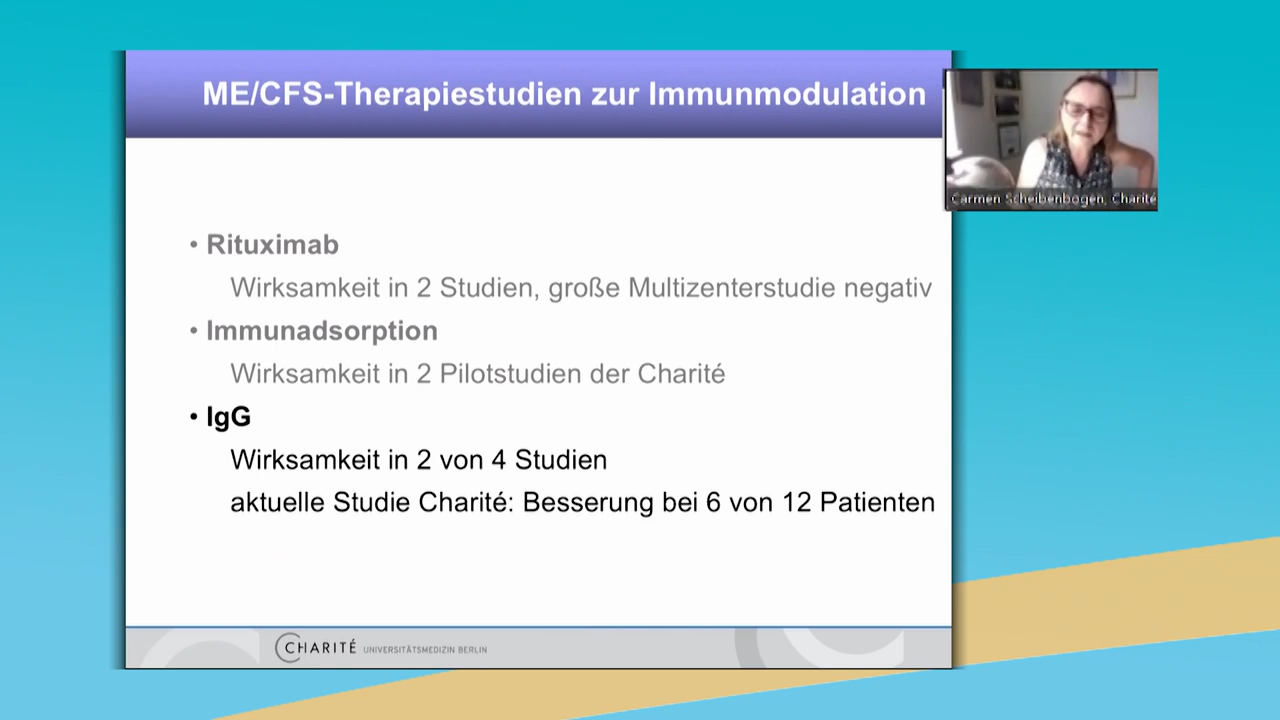 ME/CFS-Therapiestudien zur Immunmodulation
Carmen Scheibenbogen, Charité
• Rituximab
Wirksamkeit in 2 Studien, große Multizenterstudie negativ
• Immunadsorption
Wirksamkeit in 2 Pilotstudien der Charité
• IgG
Wirksamkeit in 2 von 4 Studien
aktuelle Studie Charité: Besserung bei 6 von 12 Patienten
CHARITÉ UNIVERSITÄTSMEDIZIN BERLIN